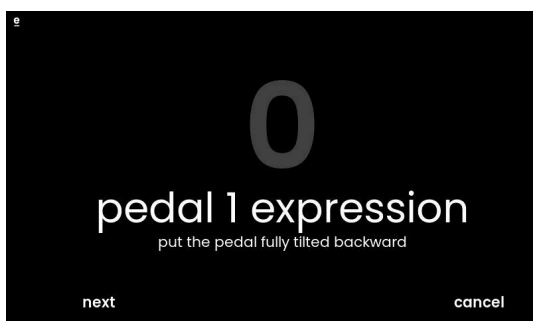 e
0
pedal 1 expression
put the pedal fully tilted backward
next cancel